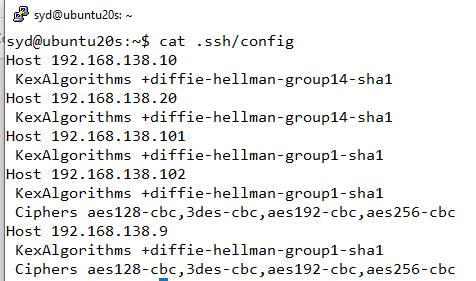 syd@ubuntu20s: ~
syd@ubuntu20s:~$ cat .ssh/config
Host 192.168.138.10
 KexAlgorithms +diffie-hellman-group14-sha1
Host 192.168.138.20
 KexAlgorithms +diffie-hellman-group14-sha1
Host 192.168.138.101
 KexAlgorithms +diffie-hellman-group1-sha1
Host 192.168.138.102
 KexAlgorithms +diffie-hellman-group1-sha1
 Ciphers aes128-cbc,3des-cbc,aes192-cbc,aes256-cbc
Host 192.168.138.9
 KexAlgorithms +diffie-hellman-group1-sha1
 Ciphers aes128-cbc,3des-cbc,aes192-cbc,aes256-cbc